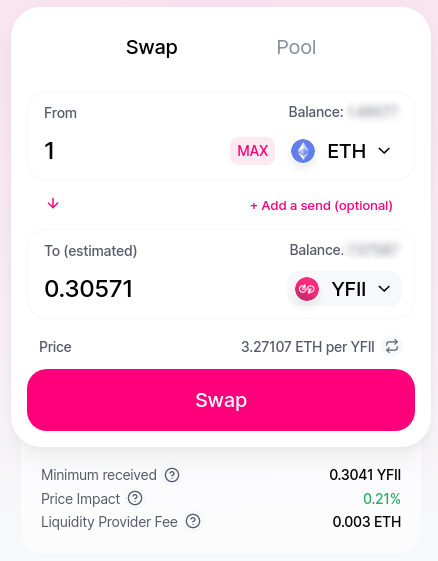 Swap Pool
From Balance:
1 MAX ETH
+ Add a send (optional)
To (estimated) Balance.
0.30571 YFII
Price 3.27107 ETH per YFII
Swap
Minimum received ? 0.3041 YFII
Price Impact ? 0.21%
Liquidity Provider Fee ? 0.003 ETH